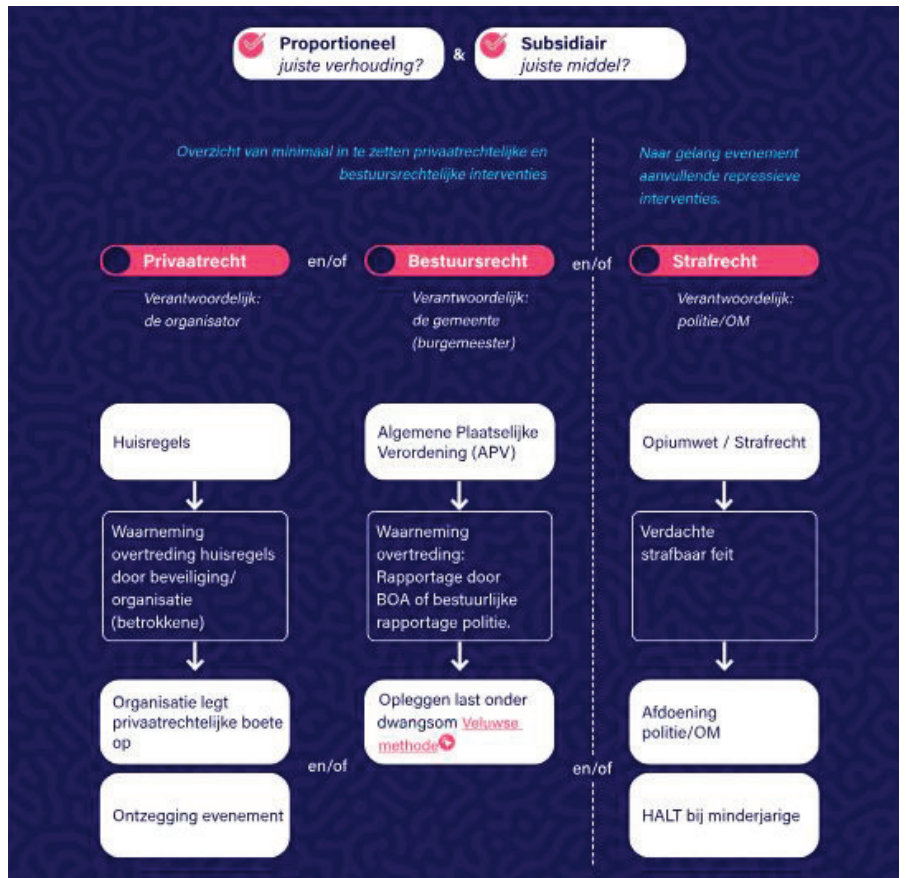 Proportioneel
juiste verhouding?
&
Subsidiair
juiste middel?
Overzicht van minimaal in te zetten privaatrechtelijke en
bestuursrechtelijke interventies
Naar gelang evenement
aanvullende repressieve
interventies.
Privaatrecht
en/of
Bestuursrecht
en/of
Strafrecht
Verantwoordelijk:
de organisator
Verantwoordelijk:
de gemeente
(burgemeester)
Verantwoordelijk:
politie/OM
Huisregels
Algemene Plaatselijke
Verordening (APV)
Opiumwet / Strafrecht
Waarneming
overtreding huisregels
door beveiliging/
organisatie
(betrokkene)
Waarneming
overtreding:
Rapportage door
BOA of bestuurlijke
rapportage politie.
Verdachte
strafbaar feit
Organisatie legt
privaatrechtelijke boete
op
Opleggen last onder
dwangsom Veluwse
methode
Afdoening
politie/OM
en/of
en/of
Ontzegging evenement
HALT bij minderjarige